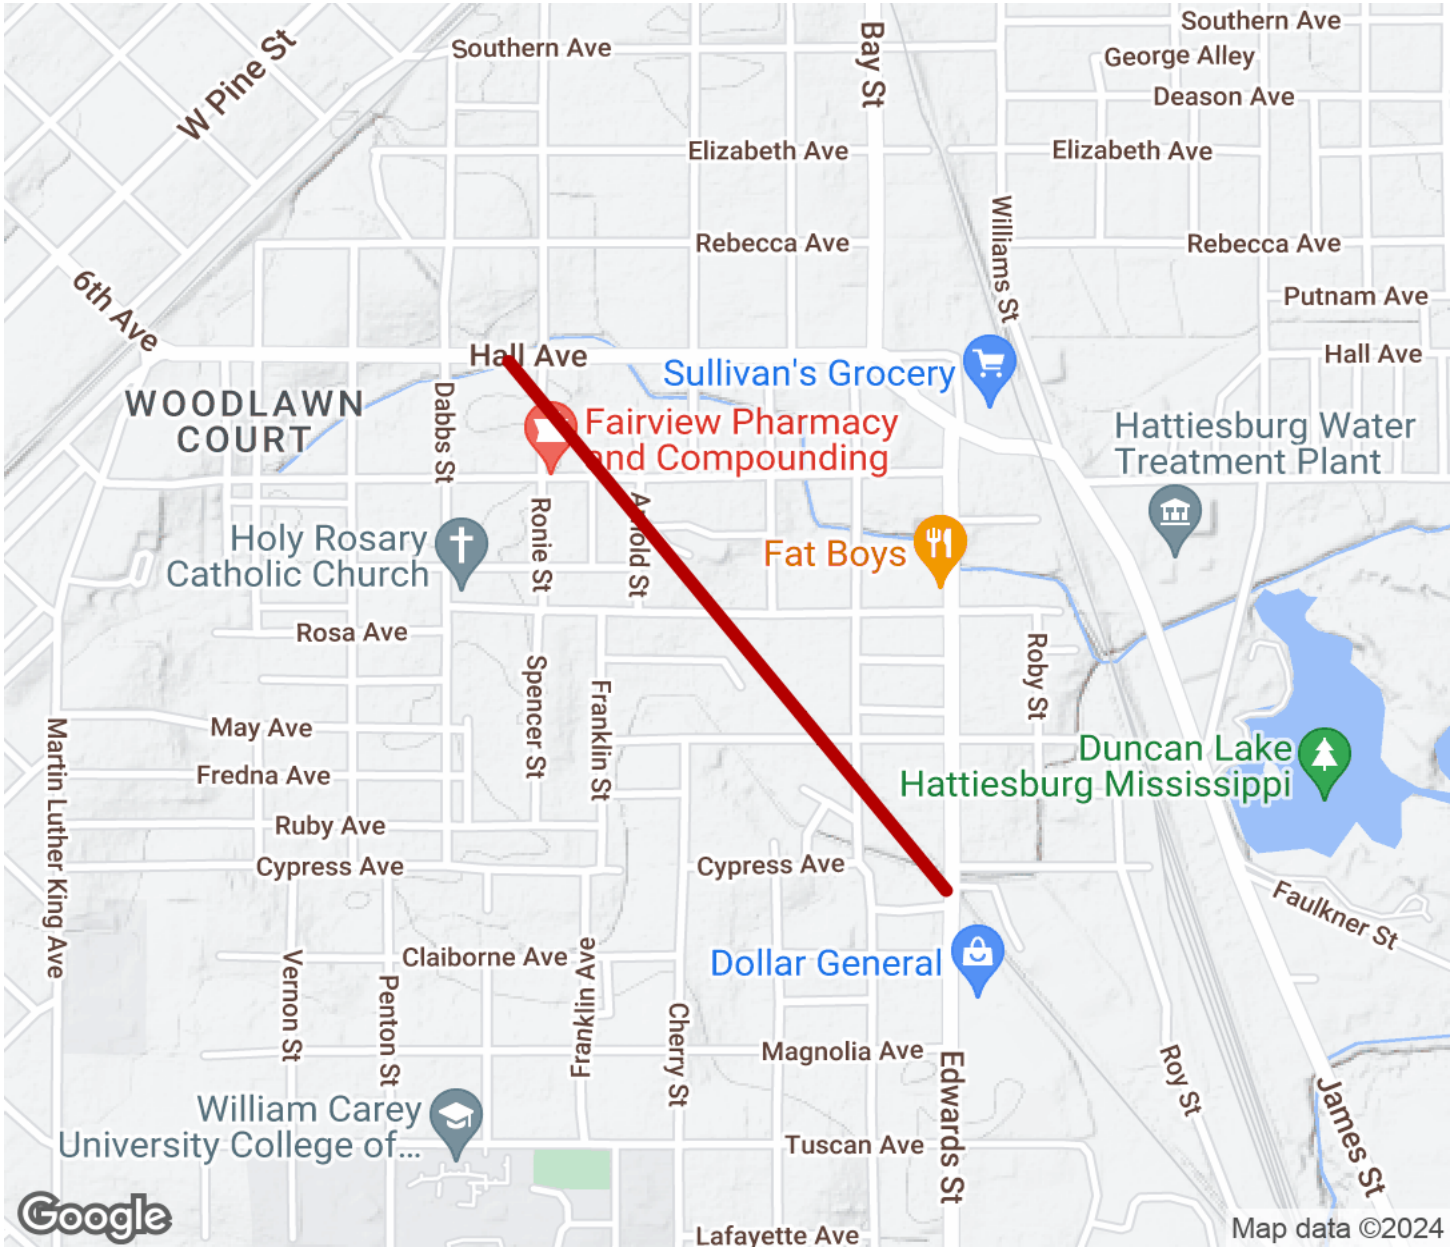 Southern Ave
Southern Ave
Bay St
W Pine St
George Alley
Deason Ave
Elizabeth Ave
Elizabeth Ave
Williams St
Rebecca Ave
Rebecca Ave
6th Ave
Putnam Ave
Hall Ave
Hall Ave
Sullivan's Grocery
WOODLAWN
COURT
Dabbs St
Fairview Pharmacy
and Compounding
Hattiesburg Water
Treatment Plant
Ronie St
Arnold St
Holy Rosary
Catholic Church
Fat Boys
Rosa Ave
Roby St
Spencer St
Franklin St
May Ave
Martin Luther King Ave
Fredna Ave
Duncan Lake
Hattiesburg Mississippi
Ruby Ave
Cypress Ave
Cypress Ave
Faulkner St
Claiborne Ave
Dollar General
Vernon St
Penton St
Franklin Ave
Cherry St
Magnolia Ave
Edwards St
Roy St
James St
William Carey
University College of...
Tuscan Ave
Google
Lafayette Ave
Map data ©2024